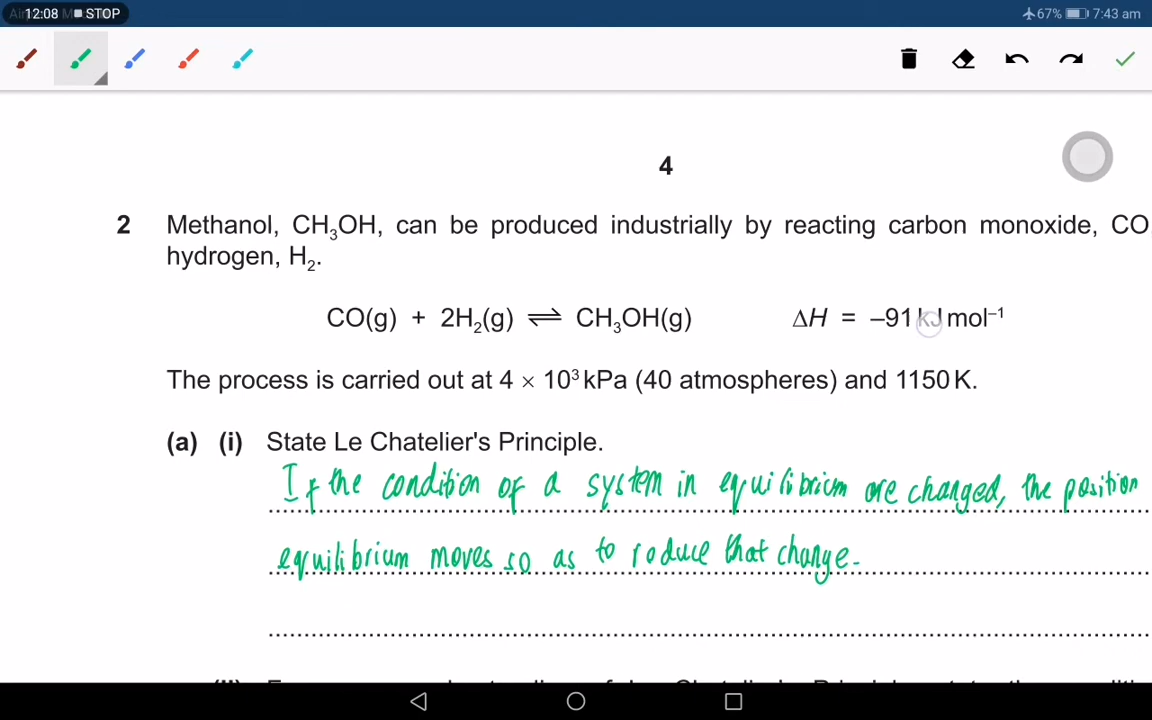 12:08 STOP 67% 7:43 am
4
2 Methanol, CH₃OH, can be produced industrially by reacting carbon monoxide, CO
hydrogen, H₂.
CO(g) + 2H₂(g) ⇌ CH₃OH(g) ΔH = –91 kJ mol⁻¹
The process is carried out at 4 × 10³ kPa (40 atmospheres) and 1150 K.
(a) (i) State Le Chatelier's Principle.
If the condition of a system in equilibrium are changed, the position
equilibrium moves so as to reduce that change.